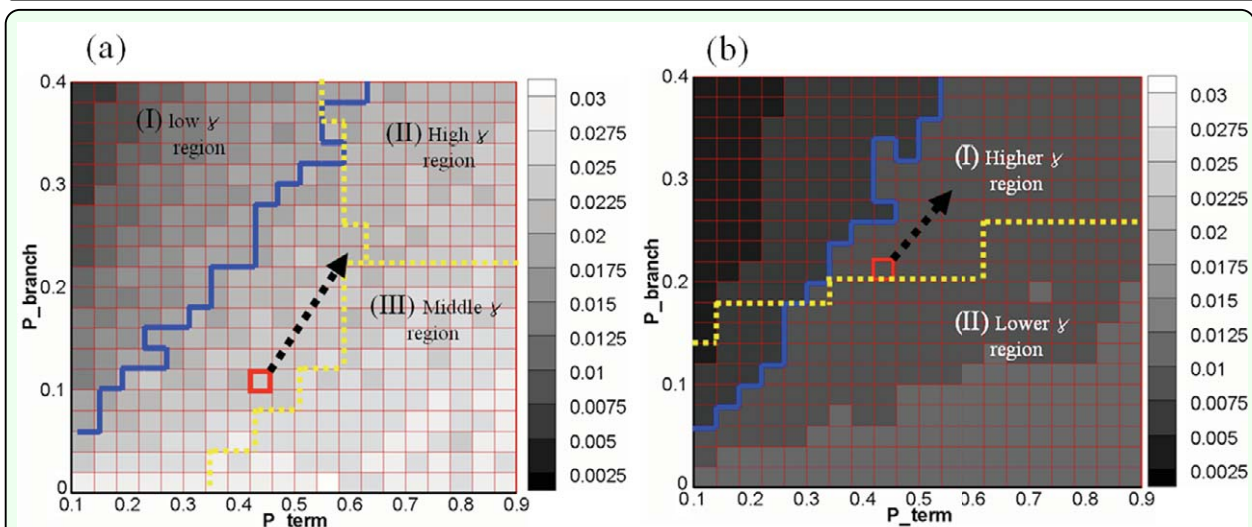 (a)
0.4
0.3
0.2
0.1
0
P_branch
(I) low γ
region
(II) High γ
region
(III) Middle γ
region
0.1 0.2 0.3 0.4 0.5 0.6 0.7 0.8 0.9
P_term
0.03
0.0275
0.025
0.0225
0.02
0.0175
0.015
0.0125
0.01
0.0075
0.005
0.0025
(b)
0.4
0.3
0.2
0.1
0
P_branch
(I) Higher γ
region
(II) Lower γ
region
0.1 0.2 0.3 0.4 0.5 0.6 0.7 0.8 0.9
P_term
0.03
0.0275
0.025
0.0225
0.02
0.0175
0.015
0.0125
0.01
0.0075
0.005
0.0025